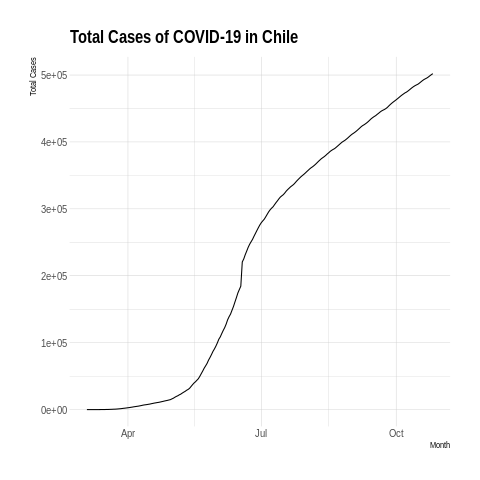 Total Cases of COVID-19 in Chile
Total Cases
5e+05
4e+05
3e+05
2e+05
1e+05
0e+00
Apr Jul Oct
Month